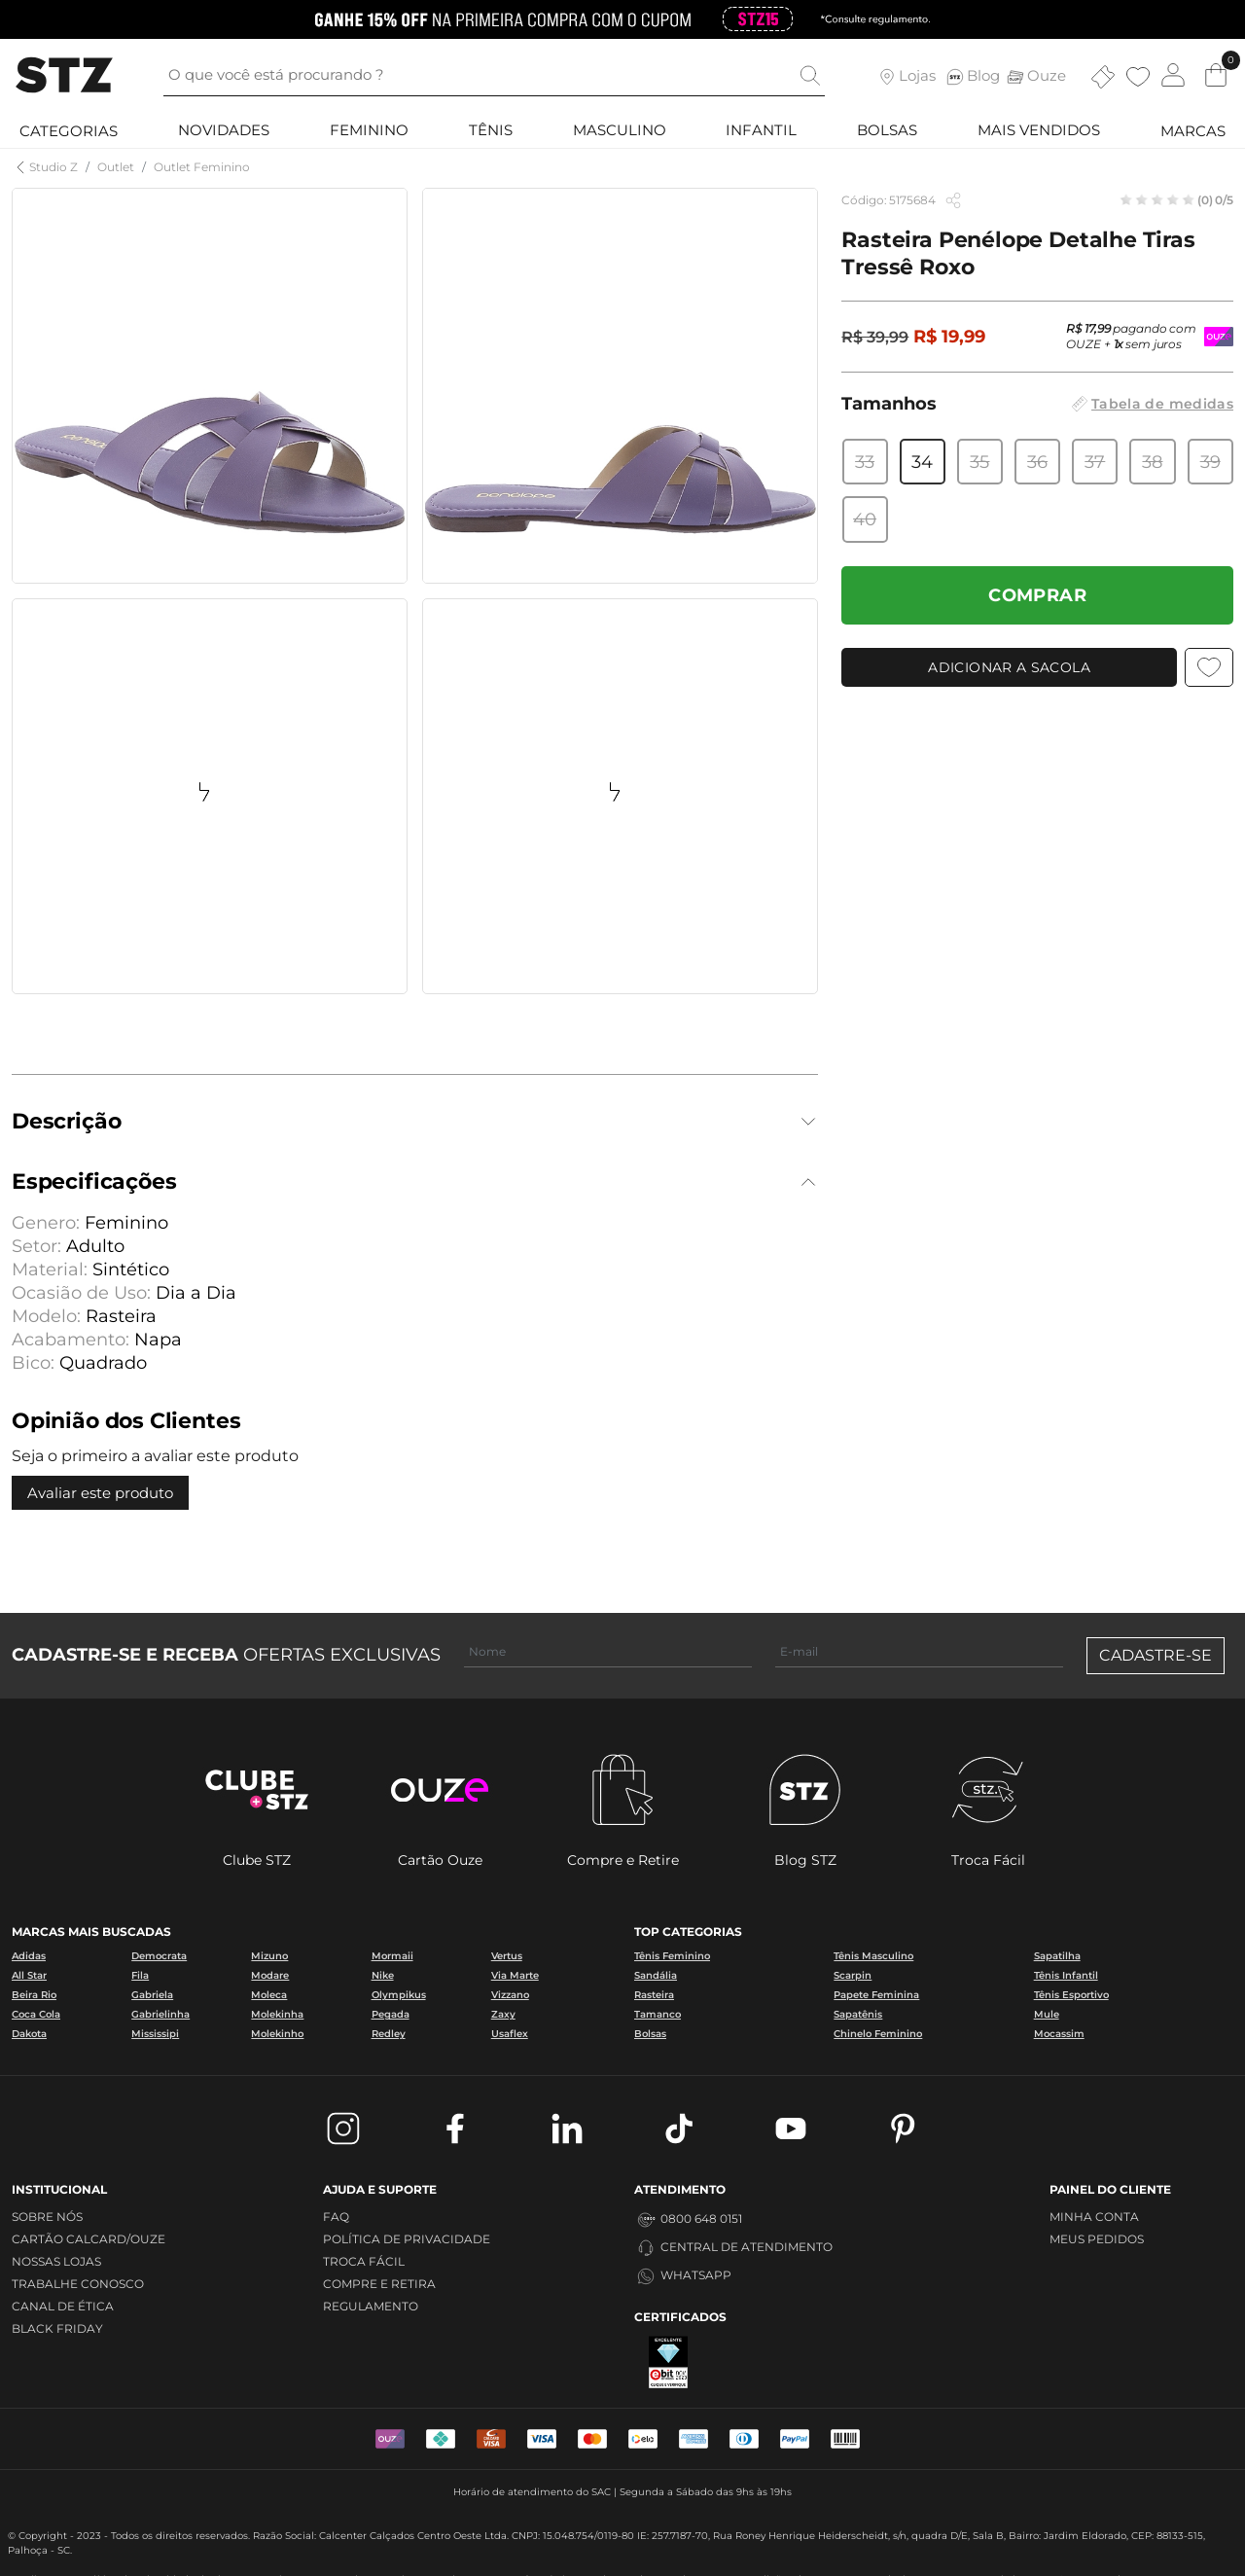 GANHE 15% OFF NA PRIMEIRA COMPRA COM O CUPOM STZ15 *Consulte regulamento.
STZ
O que você está procurando ?
Lojas
STZ
Blog
Ouze
0
CATEGORIAS NOVIDADES FEMININO TÊNIS MASCULINO INFANTIL BOLSAS MAIS VENDIDOS MARCAS
Studio Z / Outlet / Outlet Feminino
Código: 5175684
(0) 0/5
Rasteira Penélope Detalhe Tiras
Tressê Roxo
R$ 39,99 R$ 19,99
R$ 17,99 pagando com
OUZE + 1x sem juros
Tamanhos
Tabela de medidas
33 34 35 36 37 38 39
40
COMPRAR
ADICIONAR A SACOLA
Descrição
Especificações
Genero: Feminino
Setor: Adulto
Material: Sintético
Ocasião de Uso: Dia a Dia
Modelo: Rasteira
Acabamento: Napa
Bico: Quadrado
Opinião dos Clientes
Seja o primeiro a avaliar este produto
Avaliar este produto
CADASTRE-SE E RECEBA OFERTAS EXCLUSIVAS
Nome
E-mail
CADASTRE-SE
CLUBE
+STZ
ouze
STZ
stz.
Clube STZ
Cartão Ouze
Compre e Retire
Blog STZ
Troca Fácil
MARCAS MAIS BUSCADAS
Adidas Democrata Mizuno Mormaii Vertus
All Star Fila Modare Nike Via Marte
Beira Rio Gabriela Moleca Olympikus Vizzano
Coca Cola Gabrielinha Molekinha Pegada Zaxy
Dakota Mississipi Molekinho Redley Usaflex
TOP CATEGORIAS
Tênis Feminino Tênis Masculino Sapatilha
Sandália Scarpin Tênis Infantil
Rasteira Papete Feminina Tênis Esportivo
Tamanco Sapatênis Mule
Bolsas Chinelo Feminino Mocassim
INSTITUCIONAL
SOBRE NÓS
CARTÃO CALCARD/OUZE
NOSSAS LOJAS
TRABALHE CONOSCO
CANAL DE ÉTICA
BLACK FRIDAY
AJUDA E SUPORTE
FAQ
POLÍTICA DE PRIVACIDADE
TROCA FÁCIL
COMPRE E RETIRA
REGULAMENTO
ATENDIMENTO
0800 648 0151
CENTRAL DE ATENDIMENTO
WHATSAPP
CERTIFICADOS
EXCELENTE
ebit
PAINEL DO CLIENTE
MINHA CONTA
MEUS PEDIDOS
VISA
VISA
elo
PayPal
Horário de atendimento do SAC | Segunda a Sábado das 9hs às 19hs
© Copyright - 2023 - Todos os direitos reservados. Razão Social: Calcenter Calçados Centro Oeste Ltda. CNPJ: 15.048.754/0119-80 IE: 257.7187-70, Rua Roney Henrique Heiderscheidt, s/n, quadra D/E, Sala B, Bairro: Jardim Eldorado, CEP: 88133-515,
Palhoça - SC.